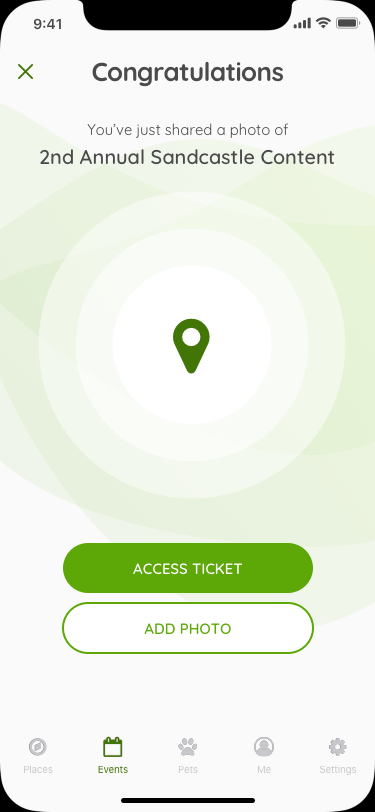 9:41
Congratulations
You've just shared a photo of
2nd Annual Sandcastle Content
ACCESS TICKET
ADD PHOTO
Places Events Pets Me Settings